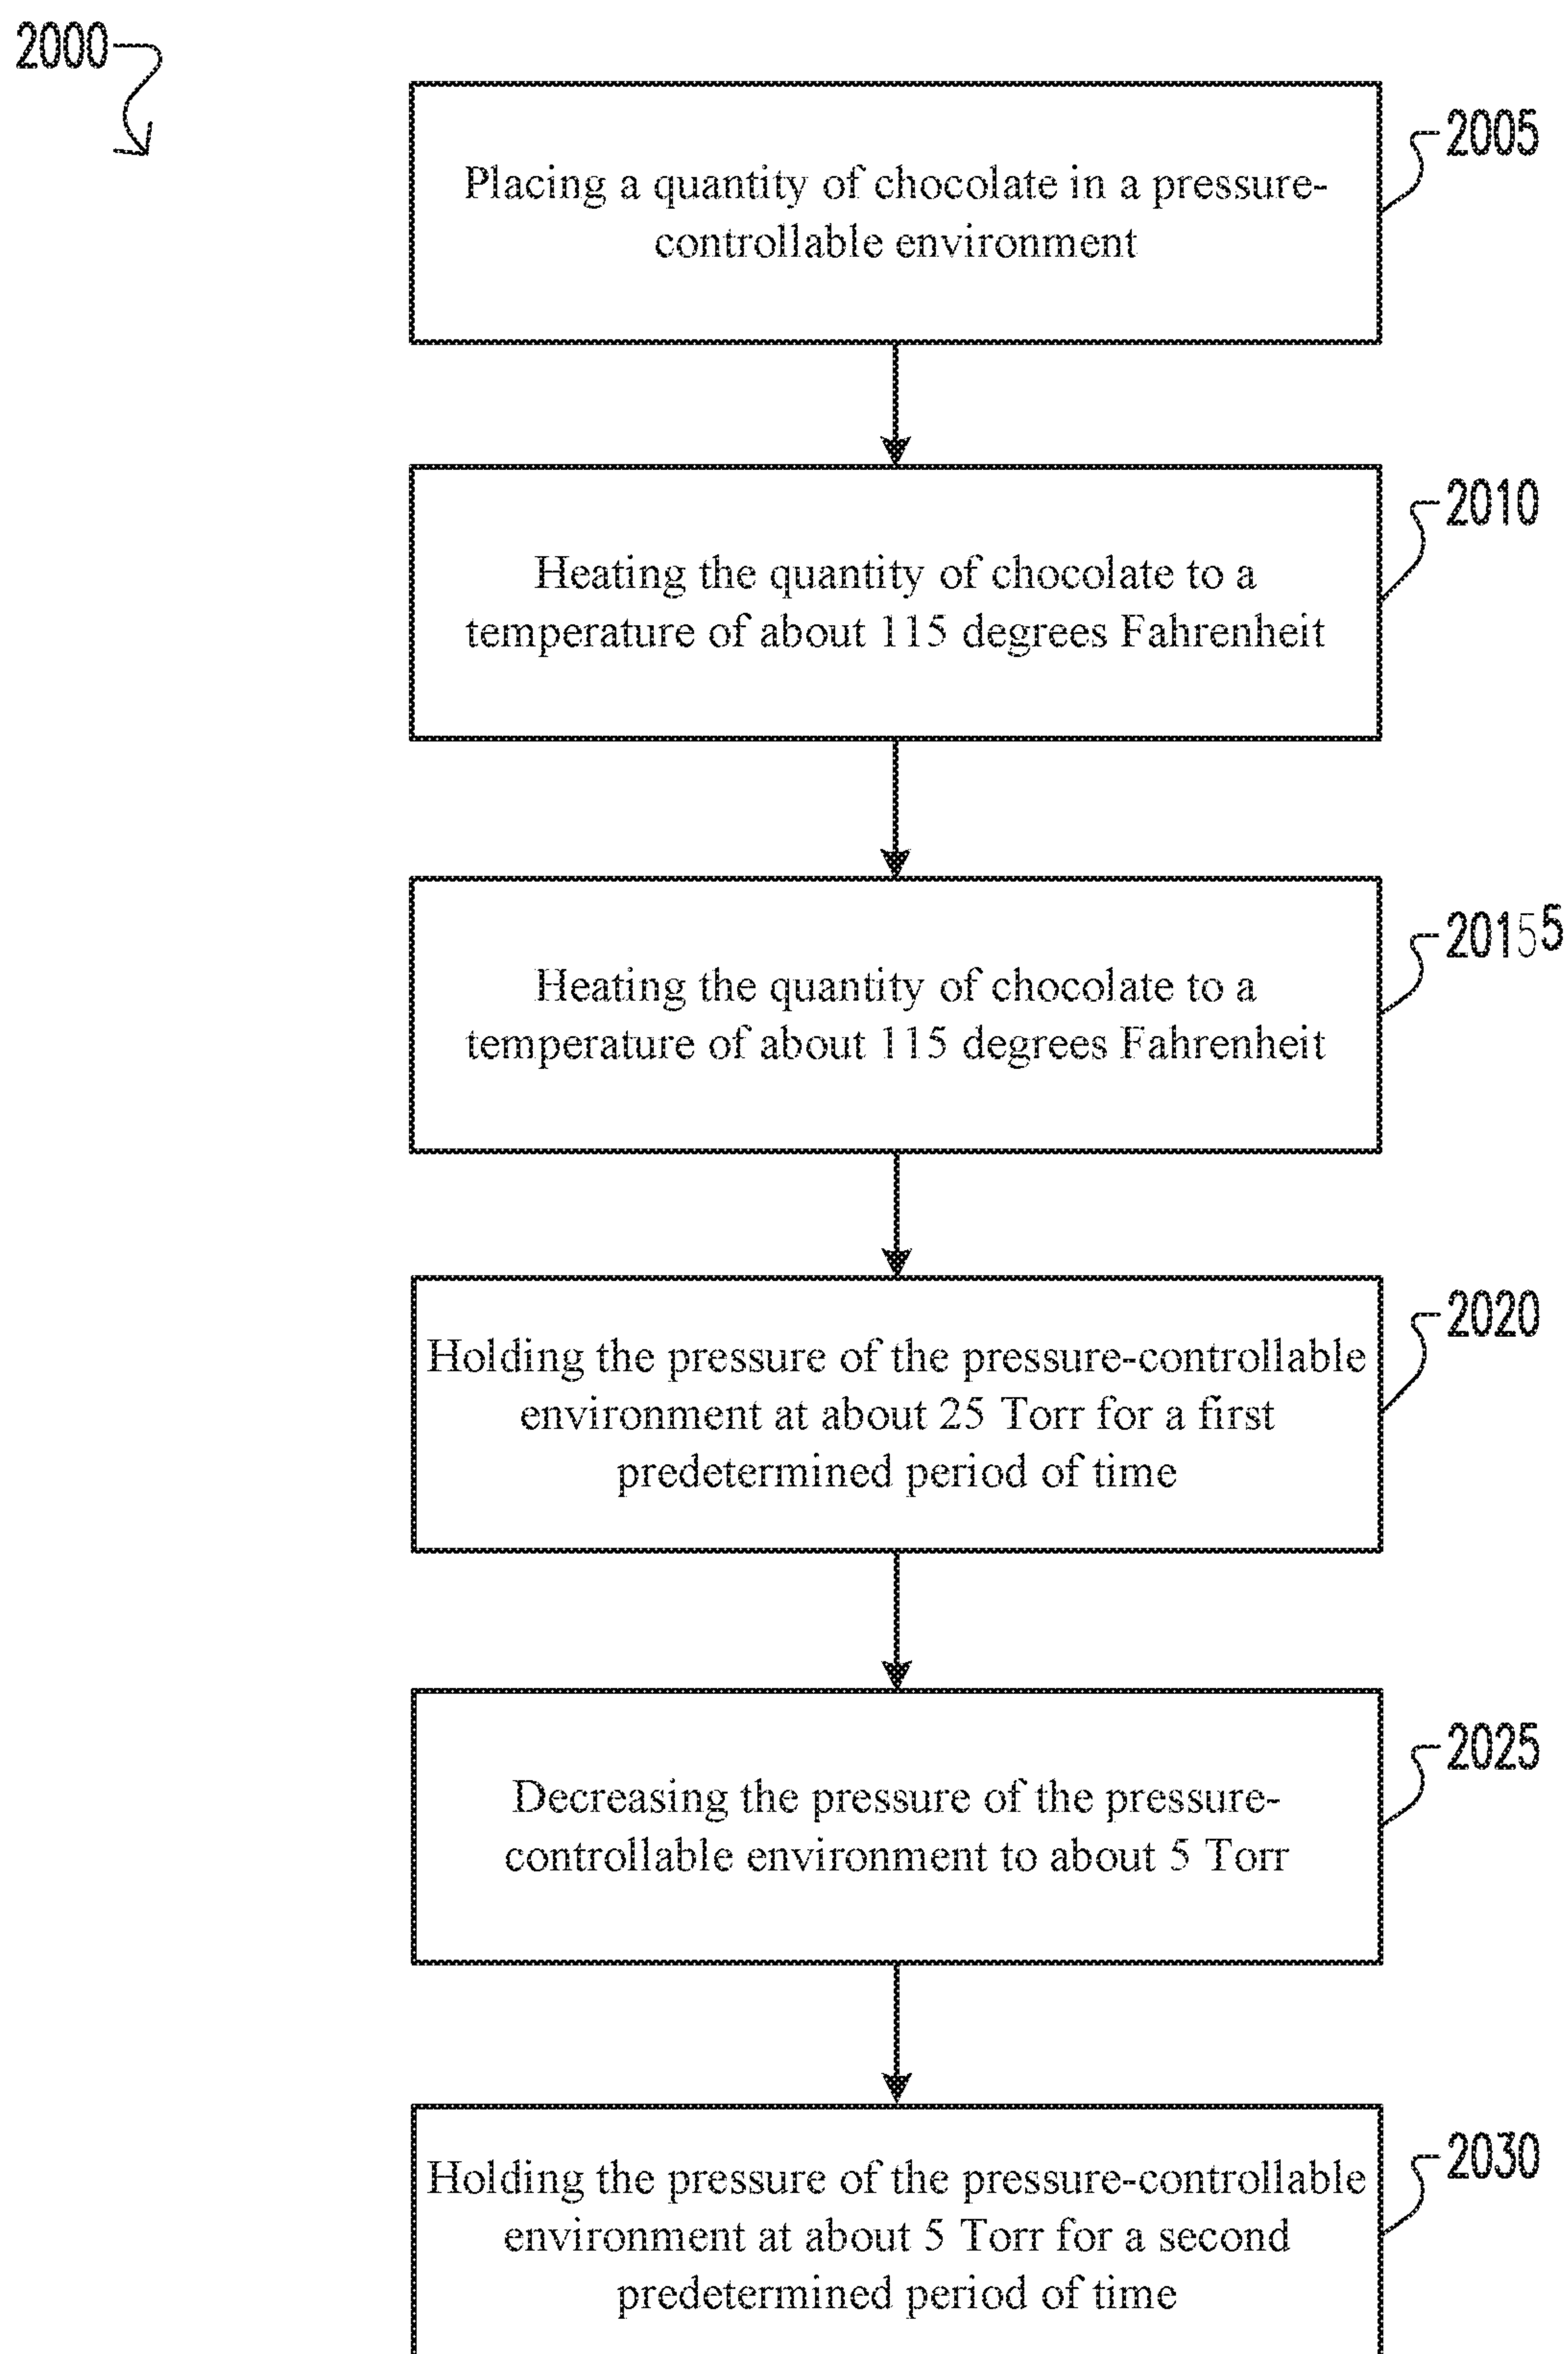 2000
2005
Placing a quantity of chocolate in a pressure-
controllable environment
2010
Heating the quantity of chocolate to a
temperature of about 115 degrees Fahrenheit
20155
Heating the quantity of chocolate to a
temperature of about 115 degrees Fahrenheit
2020
Holding the pressure of the pressure-controllable
environment at about 25 Torr for a first
predetermined period of time
2025
Decreasing the pressure of the pressure-
controllable environment to about 5 Torr
2030
Holding the pressure of the pressure-controllable
environment at about 5 Torr for a second
predetermined period of time